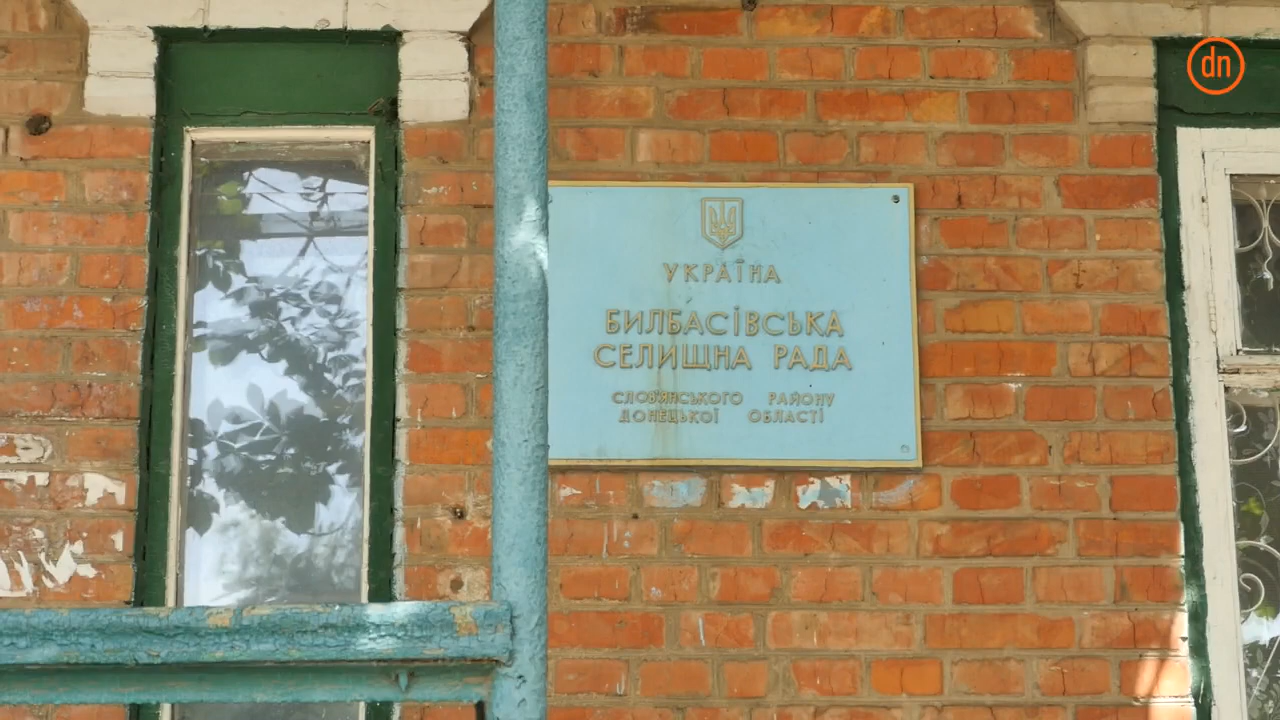 dn
УКРАЇНА
БИЛБАСІВСЬКА
СЕЛИЩНА РАДА
СЛОВ'ЯНСЬКОГО РАЙОНУ
ДОНЕЦЬКОЇ ОБЛАСТІ